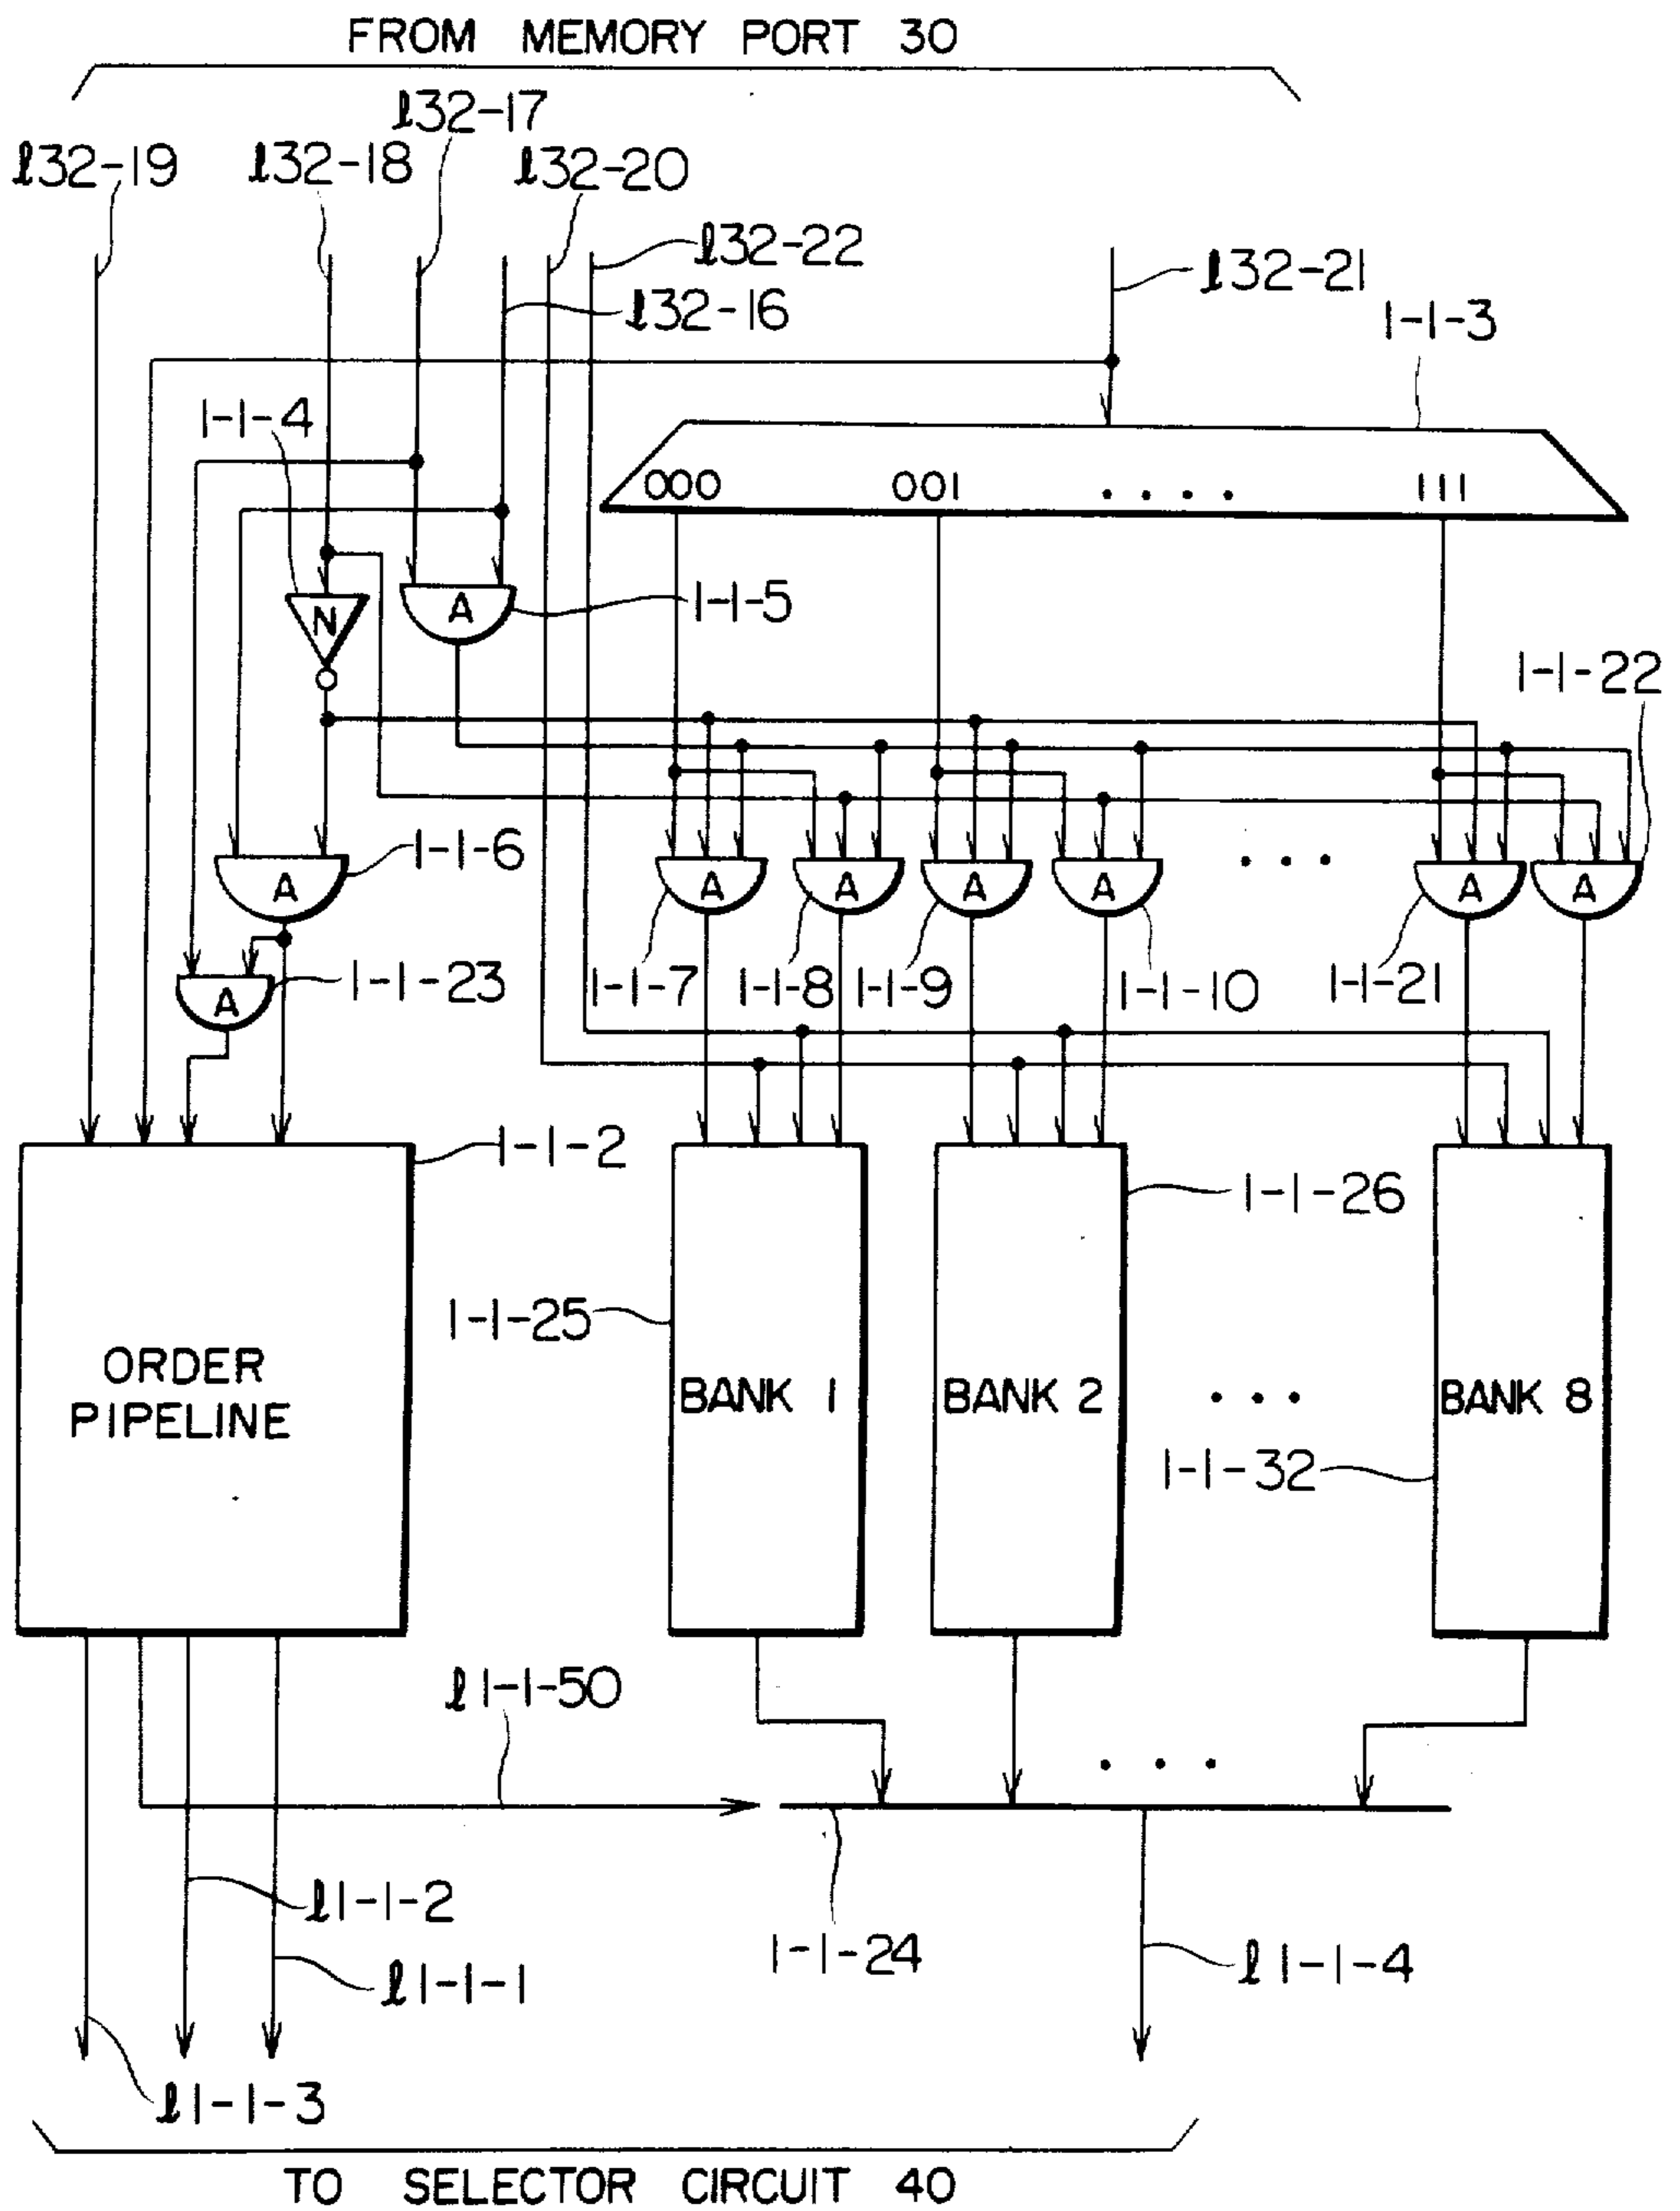 FROM MEMORY PORT 30
ℓ32-17
ℓ32-19
ℓ32-18
ℓ32-20
ℓ32-22
ℓ32-21
ℓ32-16
1-1-3
1-1-4
000 001 . . . . 111
N
A
1-1-5
1-1-22
A
1-1-6
A
A
A
A
. . .
A
A
A
1-1-23
1-1-7
1-1-8
1-1-9
1-1-10
1-1-21
1-1-2
1-1-26
1-1-25
ORDER
PIPELINE
BANK 1
BANK 2
. . .
BANK 8
1-1-32
ℓ1-1-50
. . .
ℓ1-1-2
1-1-24
ℓ1-1-4
ℓ1-1-1
ℓ1-1-3
TO SELECTOR CIRCUIT 40